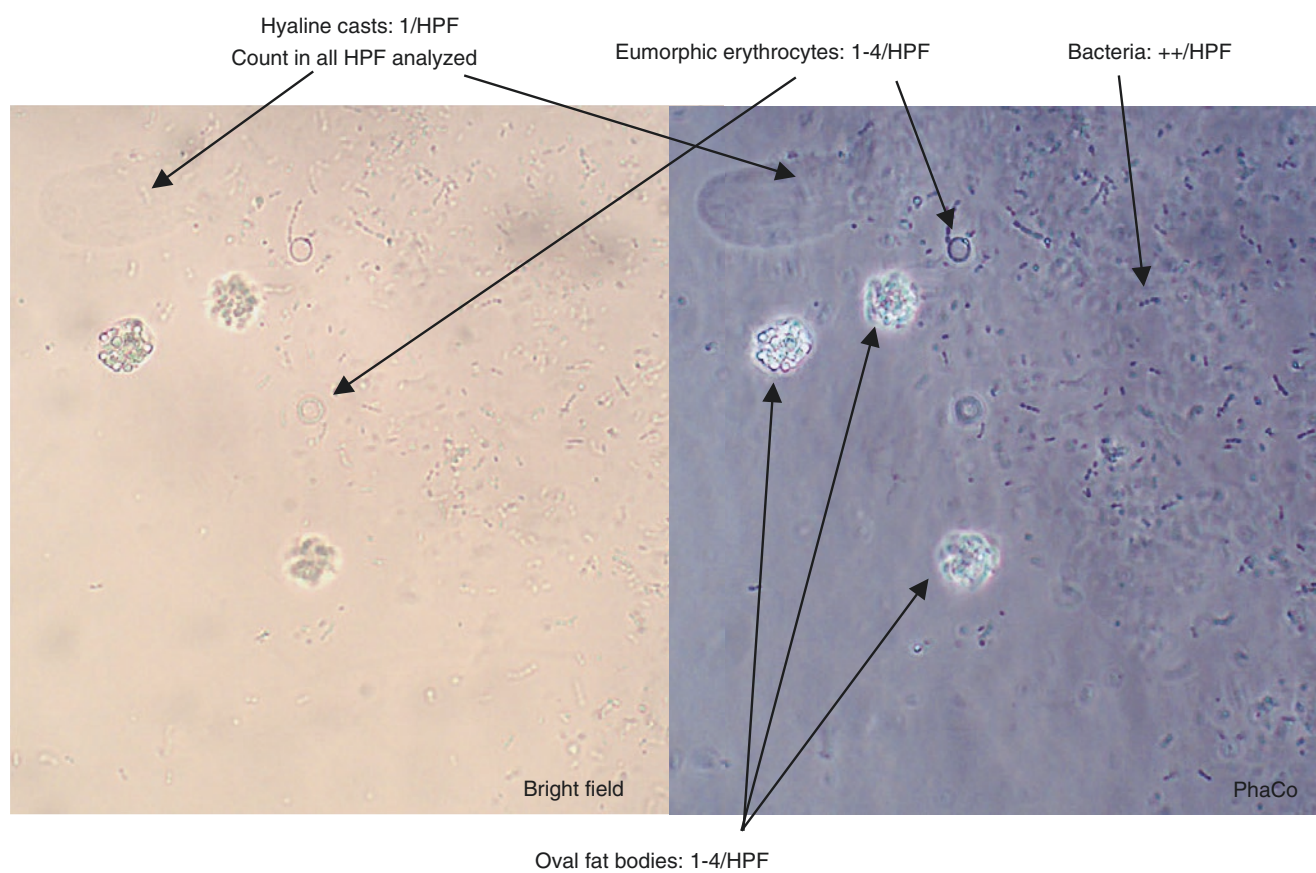 Hyaline casts: 1/HPF
Count in all HPF analyzed
Eumorphic erythrocytes: 1-4/HPF
Bacteria: ++/HPF
Bright field
PhaCo
Oval fat bodies: 1-4/HPF